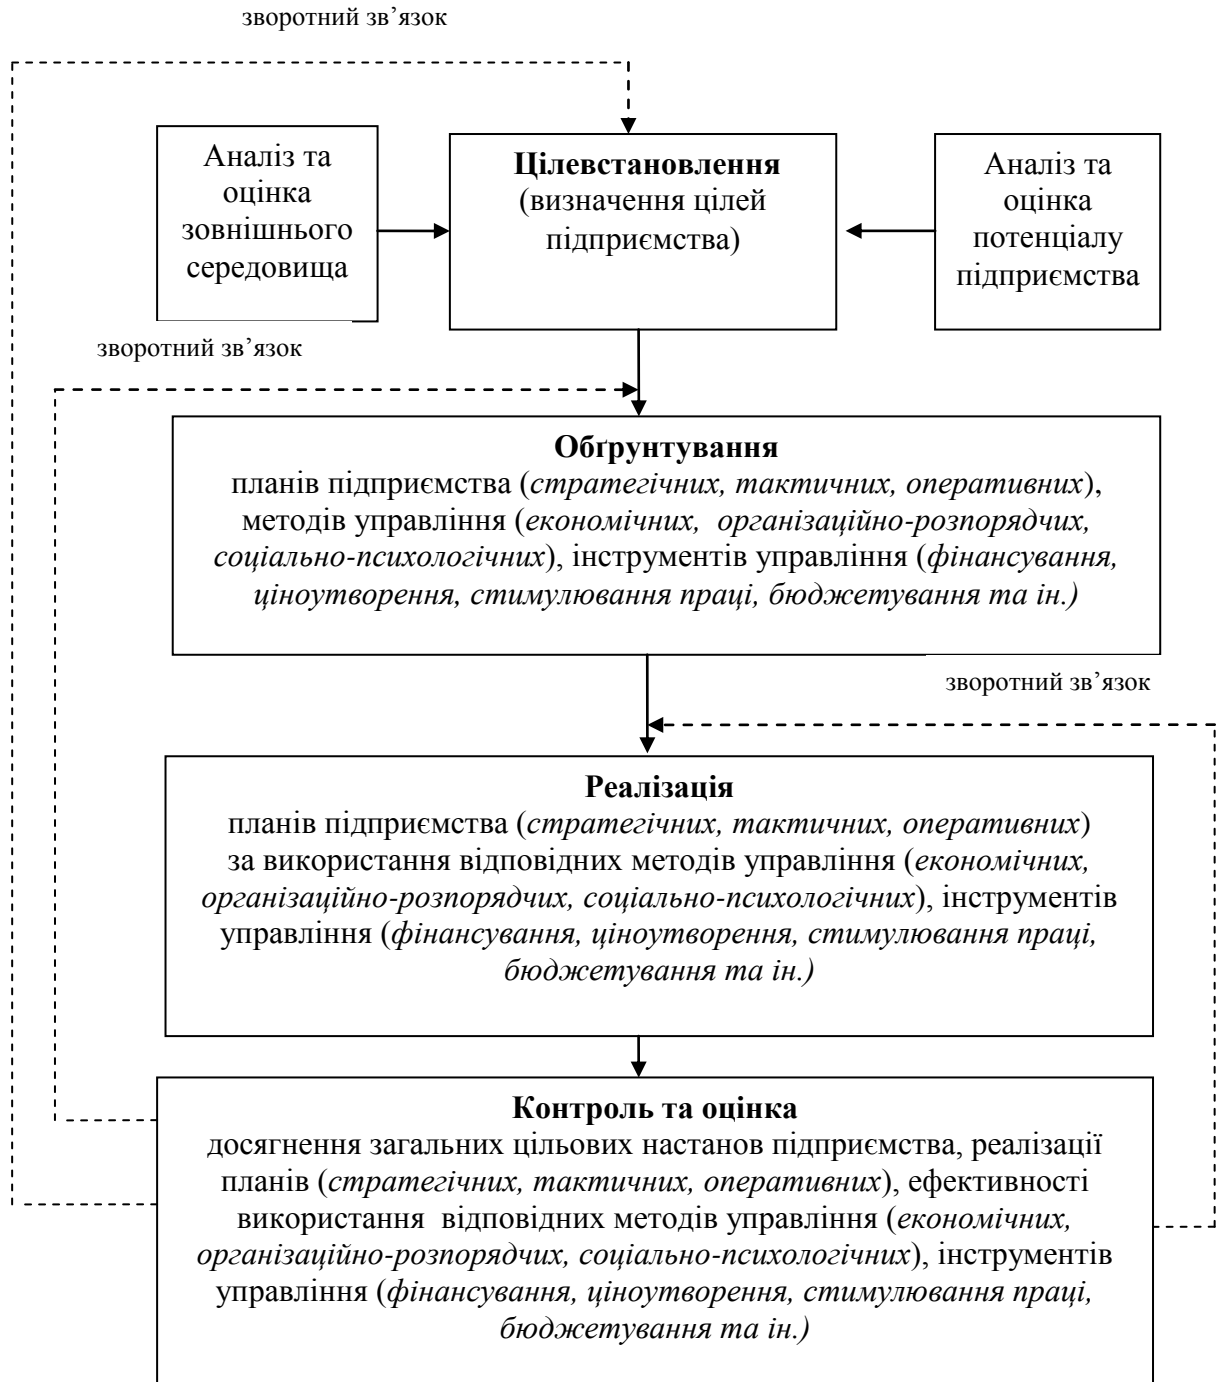 зворотний зв’язок
Аналіз та
оцінка
зовнішнього
середовища
Цілевстановлення
(визначення цілей
підприємства)
Аналіз та
оцінка
потенціалу
підприємства
зворотний зв’язок
Обґрунтування
планів підприємства (стратегічних, тактичних, оперативних),
методів управління (економічних, організаційно-розпорядчих,
соціально-психологічних), інструментів управління (фінансування,
ціноутворення, стимулювання праці, бюджетування та ін.)
зворотний зв’язок
Реалізація
планів підприємства (стратегічних, тактичних, оперативних)
за використання відповідних методів управління (економічних,
організаційно-розпорядчих, соціально-психологічних), інструментів
управління (фінансування, ціноутворення, стимулювання праці,
бюджетування та ін.)
Контроль та оцінка
досягнення загальних цільових настанов підприємства, реалізації
планів (стратегічних, тактичних, оперативних), ефективності
використання відповідних методів управління (економічних,
організаційно-розпорядчих, соціально-психологічних), інструментів
управління (фінансування, ціноутворення, стимулювання праці,
бюджетування та ін.)